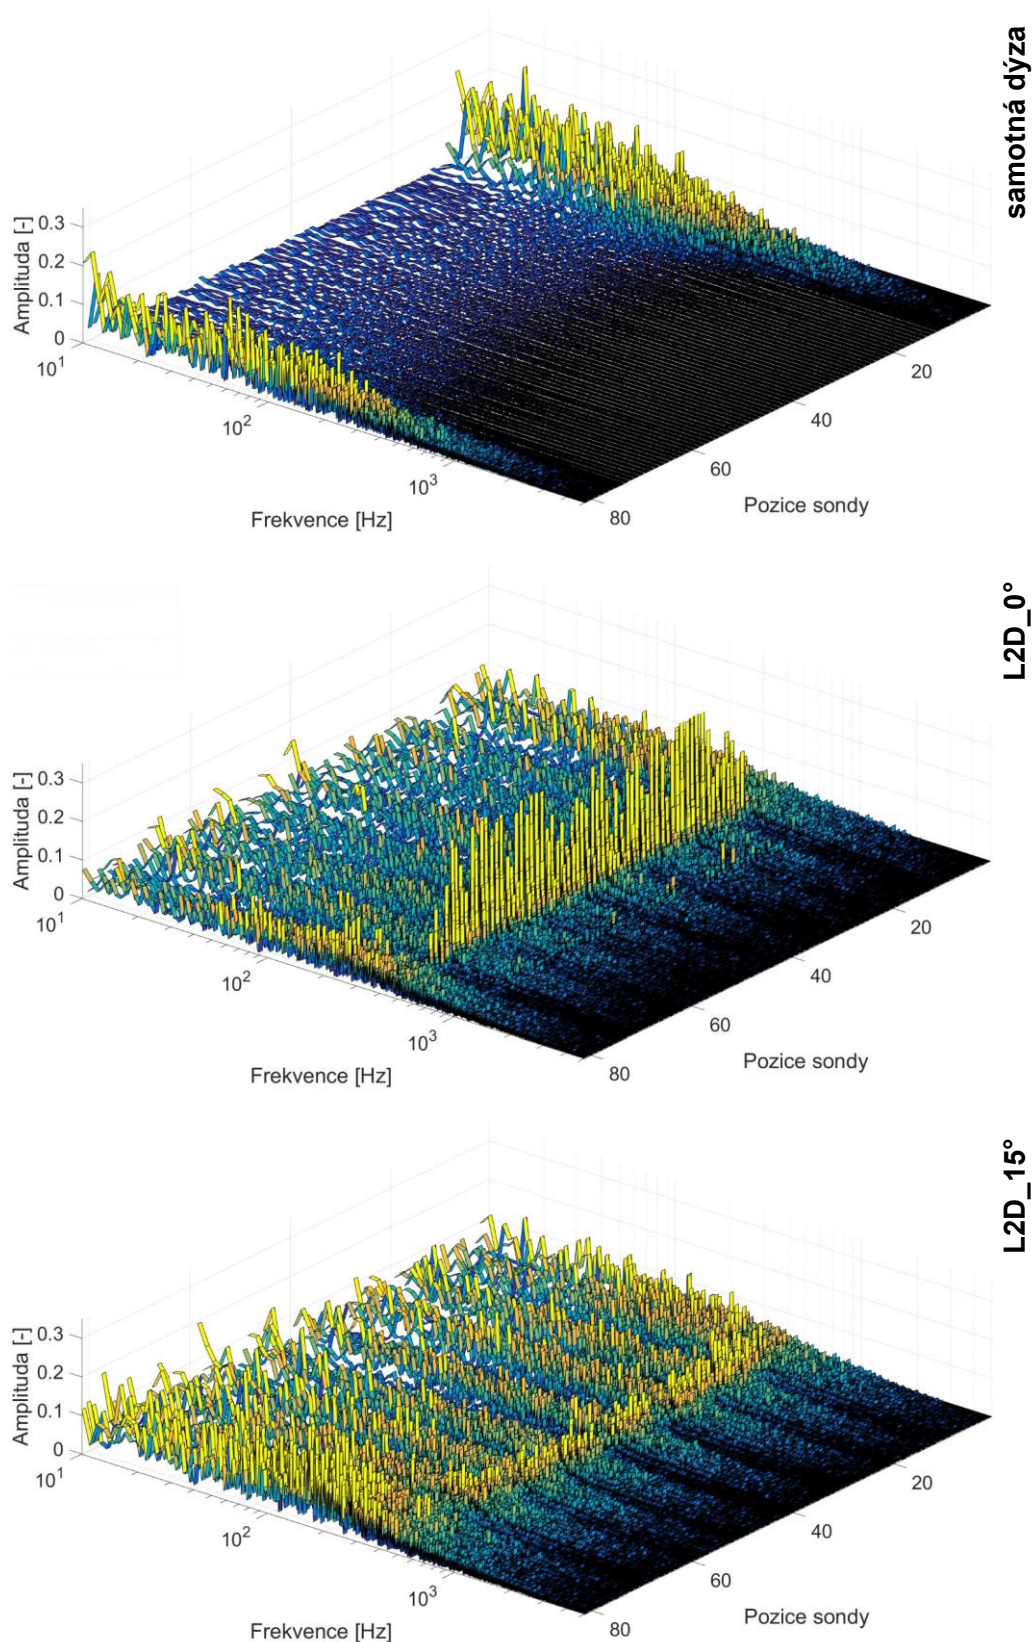 samotná dýza
Amplituda [-]
0.3
0.2
0.1
0
10¹
10²
10³
Frekvence [Hz]
20
40
60
80
Pozice sondy
L2D_0°
Amplituda [-]
0.3
0.2
0.1
0
10¹
10²
10³
Frekvence [Hz]
20
40
60
80
Pozice sondy
L2D_15°
Amplituda [-]
0.3
0.2
0.1
0
10¹
10²
10³
Frekvence [Hz]
20
40
60
80
Pozice sondy